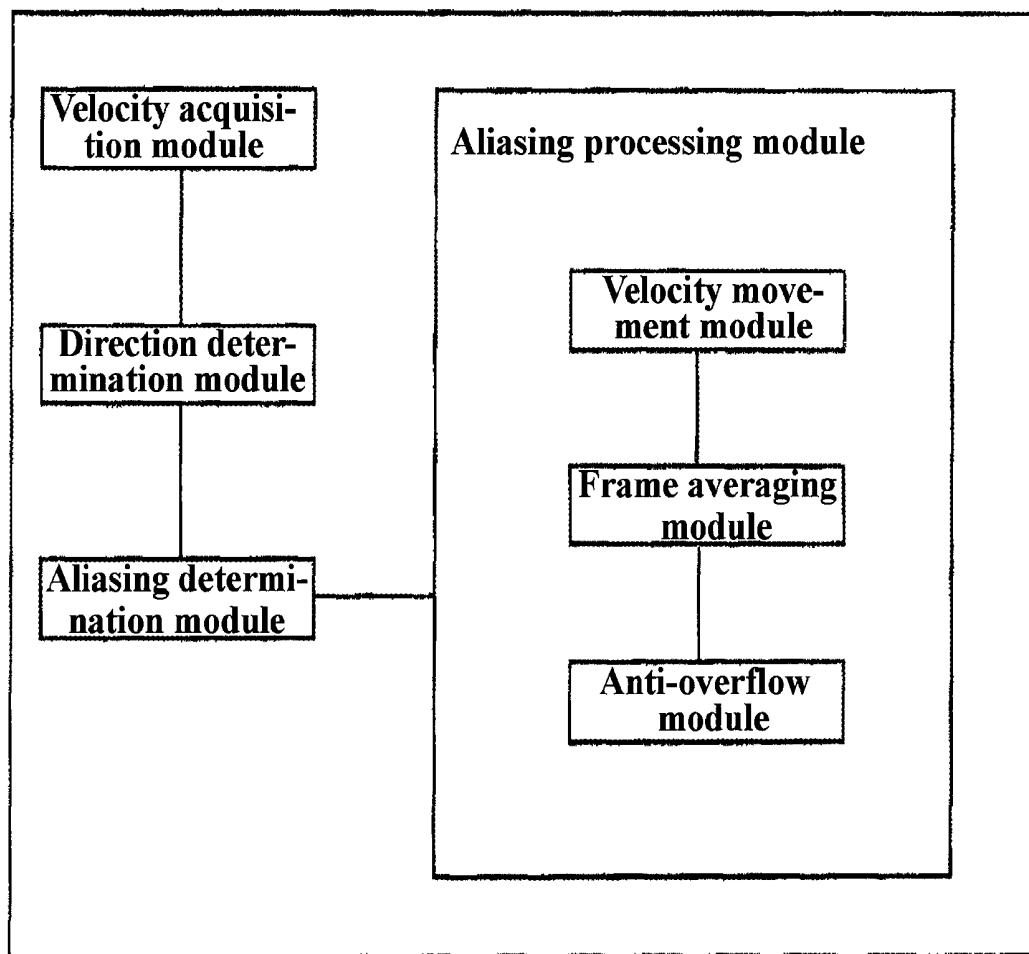 Velocity acquisi-
tion module
Direction deter-
mination module
Aliasing determi-
nation module
Aliasing processing module
Velocity move-
ment module
Frame averaging
module
Anti-overflow
module